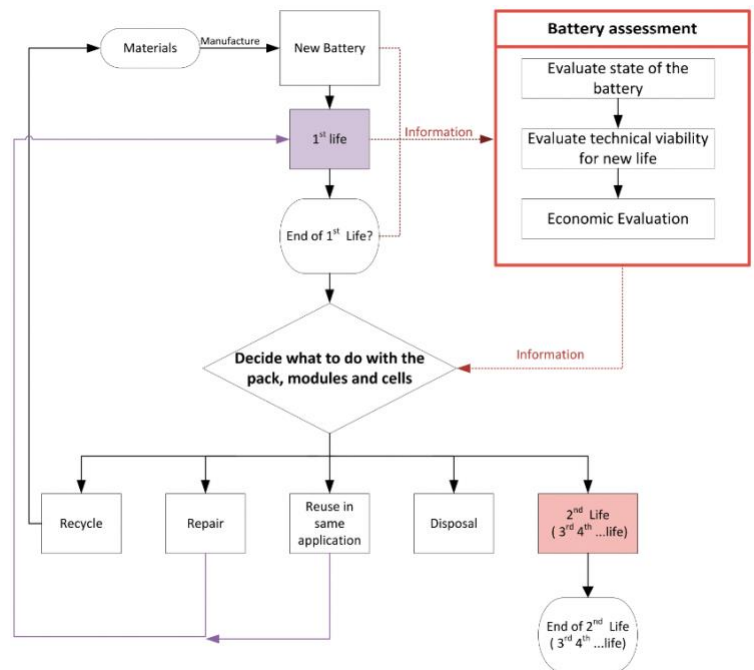 Battery assessment
Materials
Manufacture
New Battery
Evaluate state of the
battery
1st life
Information
Evaluate technical viability
for new life
End of 1st Life?
Economic Evaluation
Decide what to do with the
pack, modules and cells
Information
Recycle
Repair
Reuse in
same
application
Disposal
2nd Life
( 3rd 4th ...life)
End of 2nd Life
( 3rd 4th ...life)